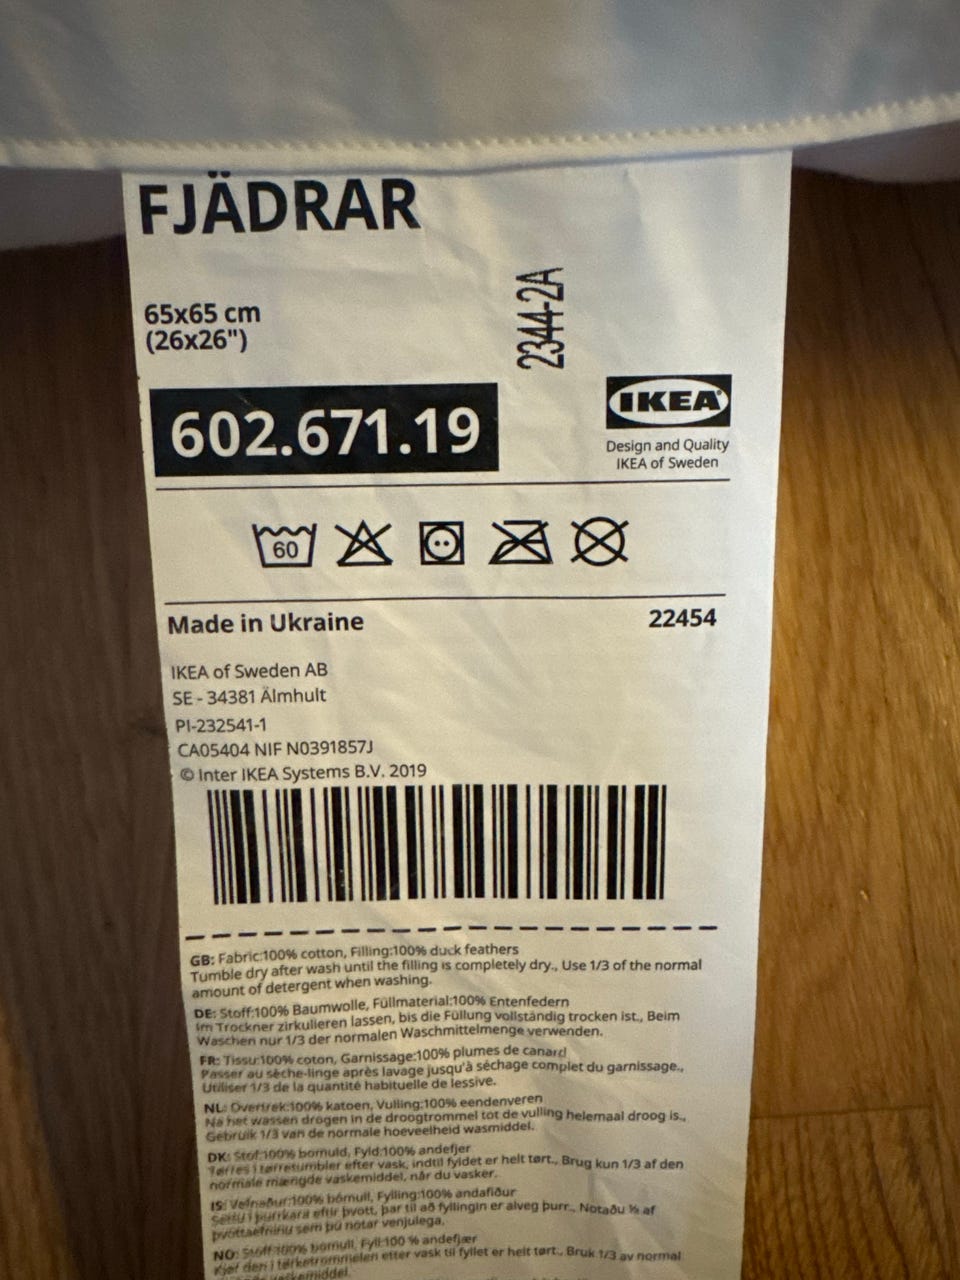 FJÄDRAR
65x65 cm
(26x26")
2344-2A
602.671.19
IKEA
Design and Quality
IKEA of Sweden
60
Made in Ukraine
22454
IKEA of Sweden AB
SE - 34381 Älmhult
PI-232541-1
CA05404 NIF N0391857J
© Inter IKEA Systems B.V. 2019
GB: Fabric:100% cotton, Filling:100% duck feathers
Tumble dry after wash until the filling is completely dry., Use 1/3 of the normal
amount of detergent when washing.
DE: Stoff:100% Baumwolle, Füllmaterial:100% Entenfedern
Im Trockner zirkulieren lassen, bis die Füllung vollständig trocken ist., Beim
Waschen nur 1/3 der normalen Waschmittelmenge verwenden.
FR: Tissu:100% coton, Garnissage:100% plumes de canard
Passer au sèche-linge après lavage jusqu'à séchage complet du garnissage.,
Utiliser 1/3 de la quantité habituelle de lessive.
NL: Overtrek:100% katoen, Vulling:100% eendenveren
Na het wassen drogen in de droogtrommel tot de vulling helemaal droog is.,
Gebruik 1/3 van de normale hoeveelheid wasmiddel.
DK: Stof:100% bomuld, Fyld:100% andefjer
Tørres i tørretumbler efter vask, indtil fyldet er helt tørt., Brug kun 1/3 af den
normale mængde vaskemiddel, når du vasker.
IS: Vefnaður:100% bómull, Fylling:100% andafiður
Setju í þurrkara eftir þvott, þar til að fyllingin er alveg þurr., Notaðu ⅓ af
þvottaefninu sem þú notar venjulega.
NO: Stoff:100% bomull, Fyll:100 % andefjær
Kjør den i tørketrommelen etter vask til fyllet er helt tørt., Bruk 1/3 av normal
vaskemiddel.